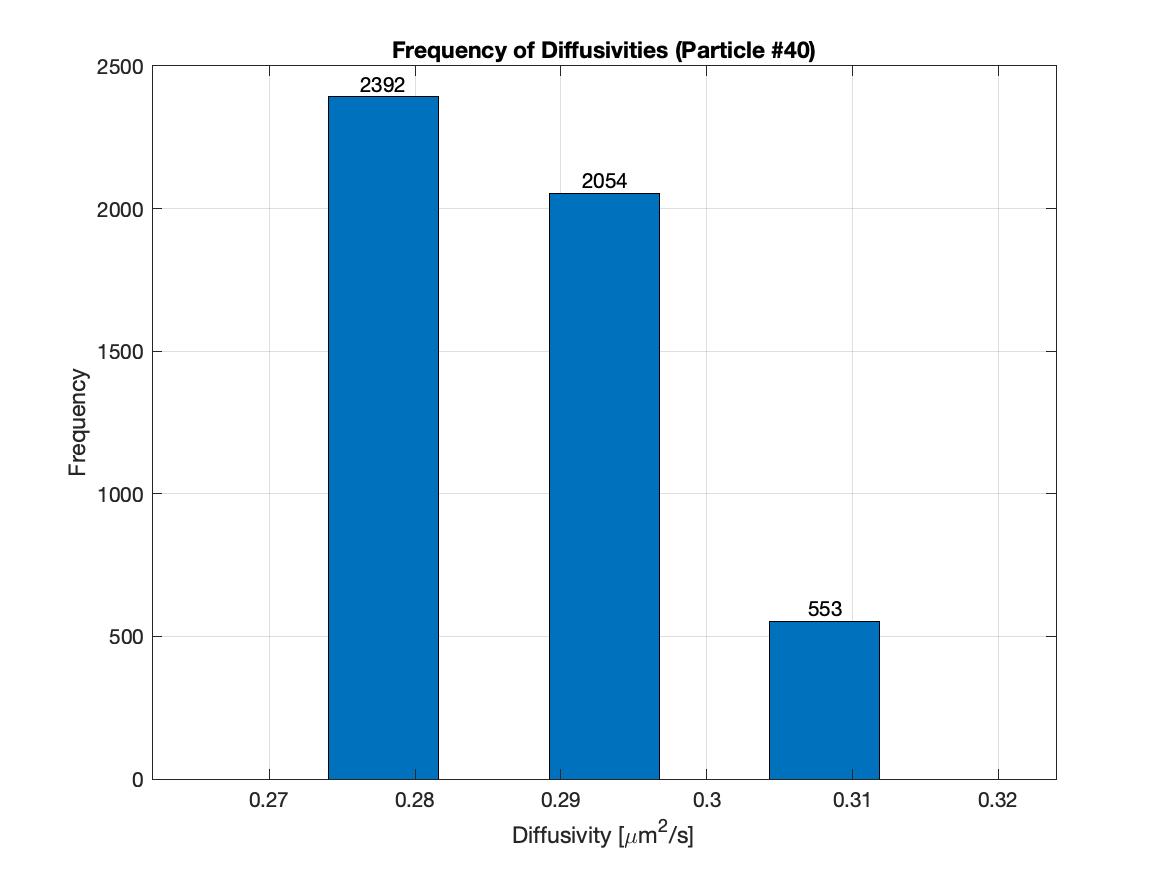 Frequency of Diffusivities (Particle #40)
2500
2392
2054
2000
1500
Frequency
1000
553
500
0
0.27 0.28 0.29 0.3 0.31 0.32
Diffusivity [μm²/s]